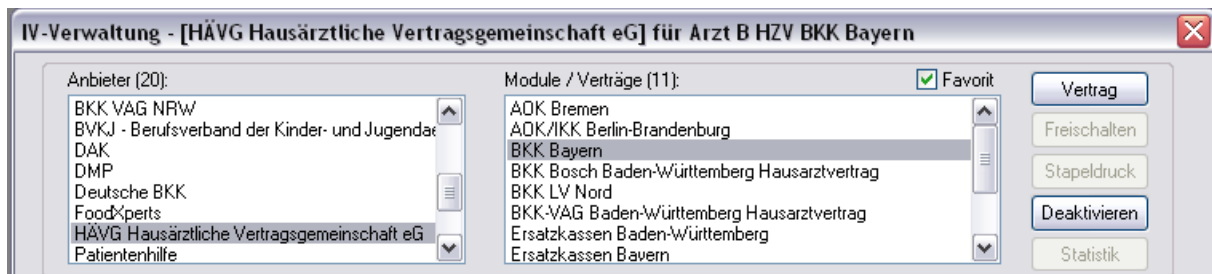 IV-Verwaltung - [HÄVG Hausärztliche Vertragsgemeinschaft eG] für Arzt B HZV BKK Bayern
Anbieter (20):
BKK VAG NRW
BVKJ - Berufsverband der Kinder- und Jugendae
DAK
DMP
Deutsche BKK
FoodXperts
HÄVG Hausärztliche Vertragsgemeinschaft eG
Patientenhilfe
Module / Verträge (11):
Favorit
AOK Bremen
AOK/IKK Berlin-Brandenburg
BKK Bayern
BKK Bosch Baden-Württemberg Hausarztvertrag
BKK LV Nord
BKK-VAG Baden-Württemberg Hausarztvertrag
Ersatzkassen Baden-Württemberg
Ersatzkassen Bayern
Vertrag
Freischalten
Stapeldruck
Deaktivieren
Statistik